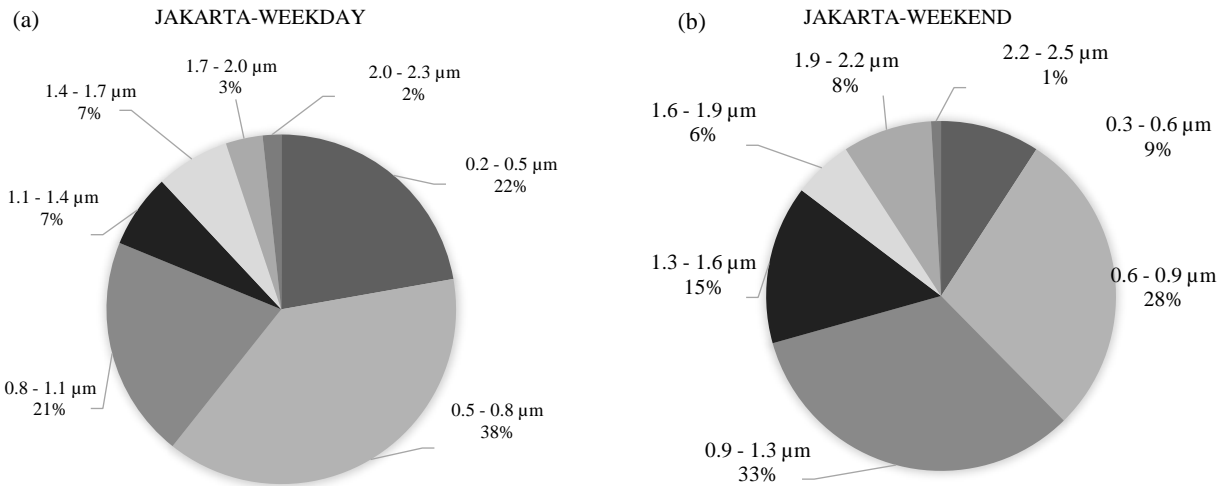 (a)
JAKARTA-WEEKDAY
1.7 - 2.0 µm
3%
2.0 - 2.3 µm
2%
1.4 - 1.7 µm
7%
0.2 - 0.5 µm
22%
1.1 - 1.4 µm
7%
0.8 - 1.1 µm
21%
0.5 - 0.8 µm
38%
(b)
JAKARTA-WEEKEND
2.2 - 2.5 µm
1%
1.9 - 2.2 µm
8%
1.6 - 1.9 µm
6%
0.3 - 0.6 µm
9%
1.3 - 1.6 µm
15%
0.6 - 0.9 µm
28%
0.9 - 1.3 µm
33%